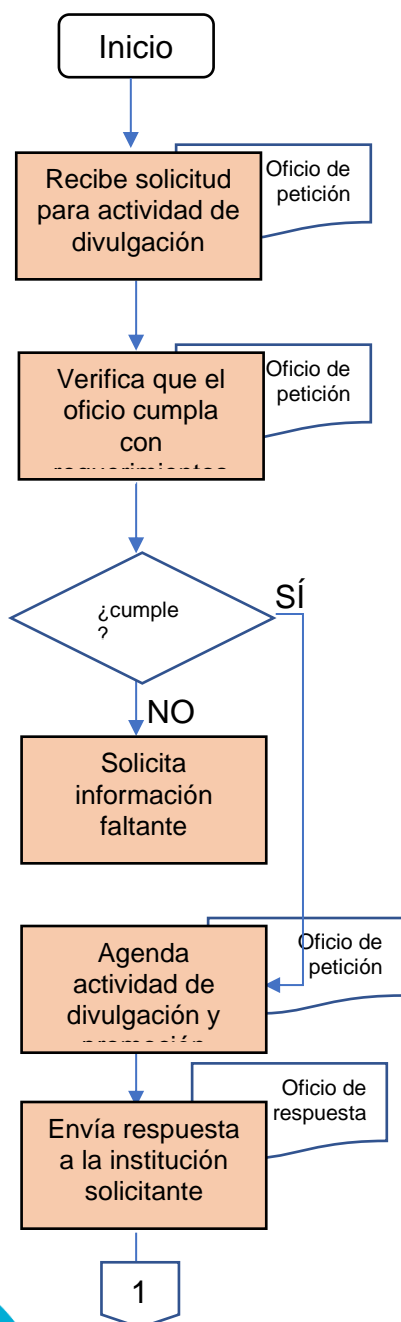 Inicio
Recibe solicitud
para actividad de
divulgación
Oficio de
petición
Verifica que el
oficio cumpla
con
Oficio de
petición
¿cumple
?
SÍ
NO
Solicita
información
faltante
Agenda
actividad de
divulgación y
Oficio de
petición
Envía respuesta
a la institución
solicitante
Oficio de
respuesta
1